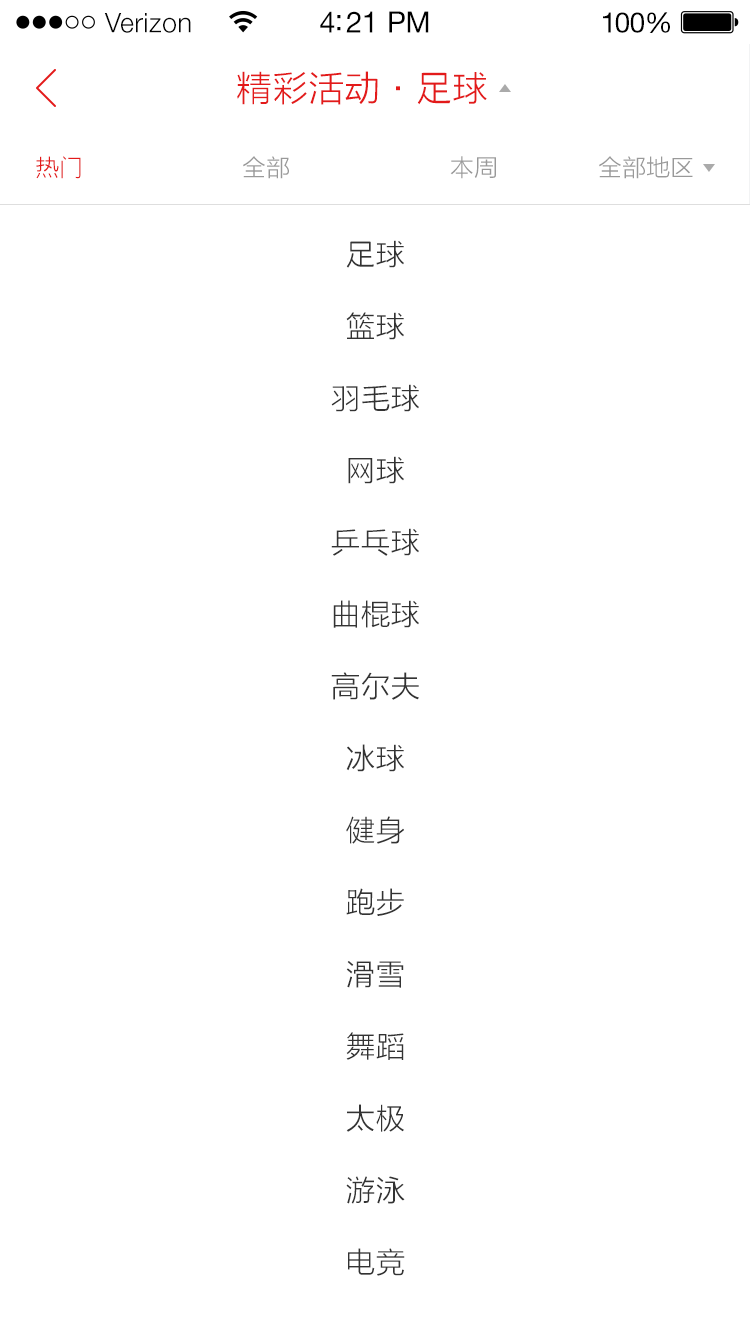 Verizon 4:21 PM 100%
精彩活动 · 足球
热门 全部 本周 全部地区
足球
篮球
羽毛球
网球
乒乓球
曲棍球
高尔夫
冰球
健身
跑步
滑雪
舞蹈
太极
游泳
电竞